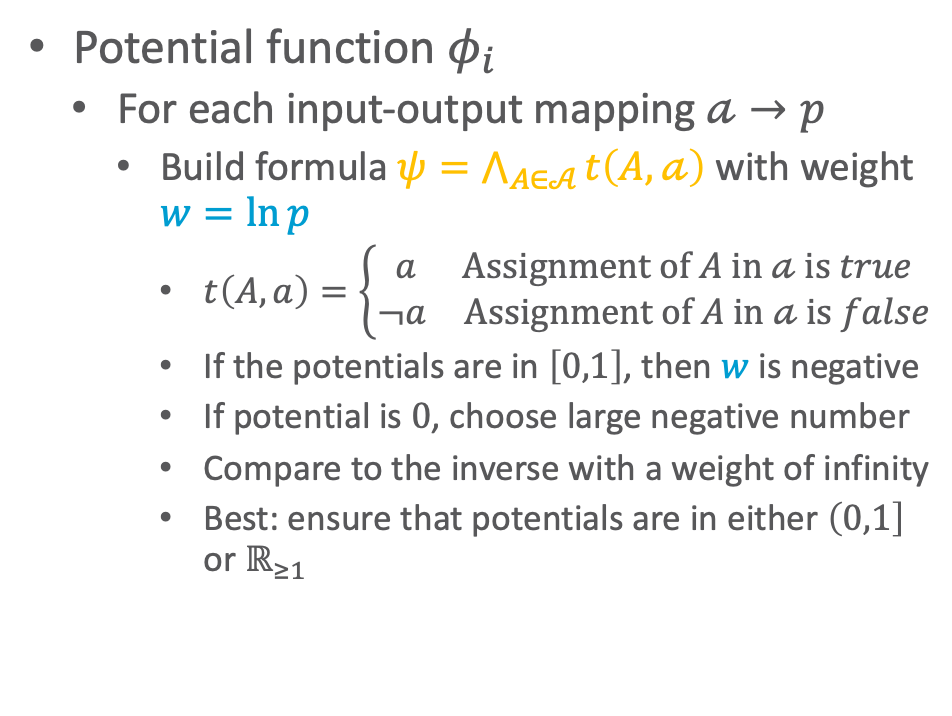 • Potential function 𝜙ᵢ
• For each input-output mapping 𝒶 → 𝑝
• Build formula 𝜓 = ⋀_{A∈𝒜} 𝑡(𝐴, 𝒶) with weight
𝑤 = ln 𝑝
• 𝑡(𝐴, 𝑎) = { 𝑎 Assignment of 𝐴 in 𝒶 is 𝑡𝑟𝑢𝑒
¬𝑎 Assignment of 𝐴 in 𝒶 is 𝑓𝑎𝑙𝑠𝑒
• If the potentials are in [0,1], then 𝑤 is negative
• If potential is 0, choose large negative number
• Compare to the inverse with a weight of infinity
• Best: ensure that potentials are in either (0,1]
or ℝ≥1